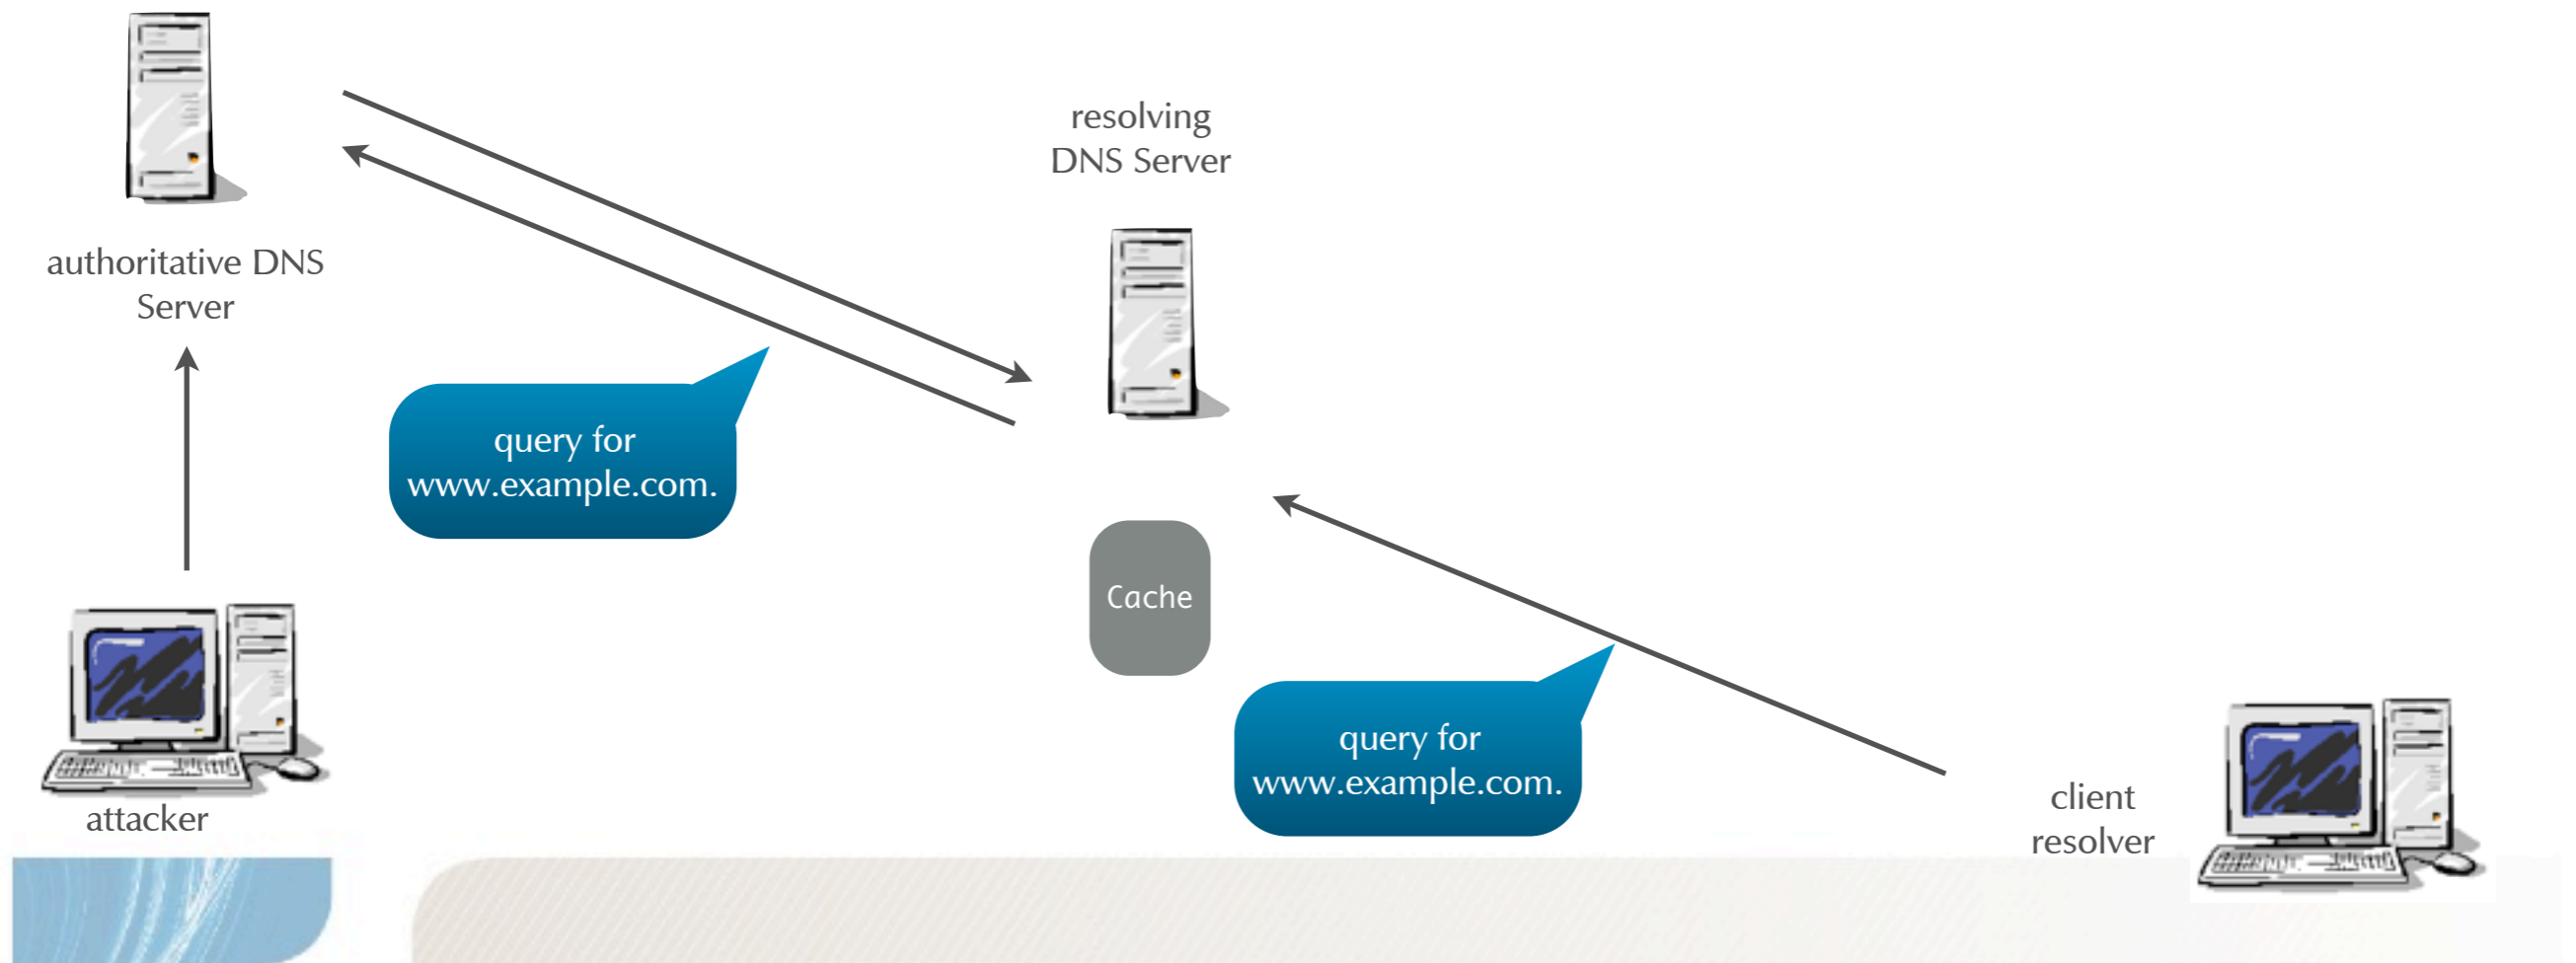 resolving
DNS Server
authoritative DNS
Server
query for
www.example.com.
Cache
query for
www.example.com.
attacker
client
resolver